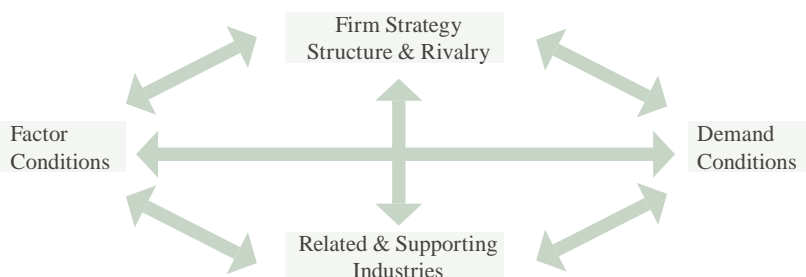 Firm Strategy
Structure & Rivalry
Factor
Conditions
Demand
Conditions
Related & Supporting
Industries